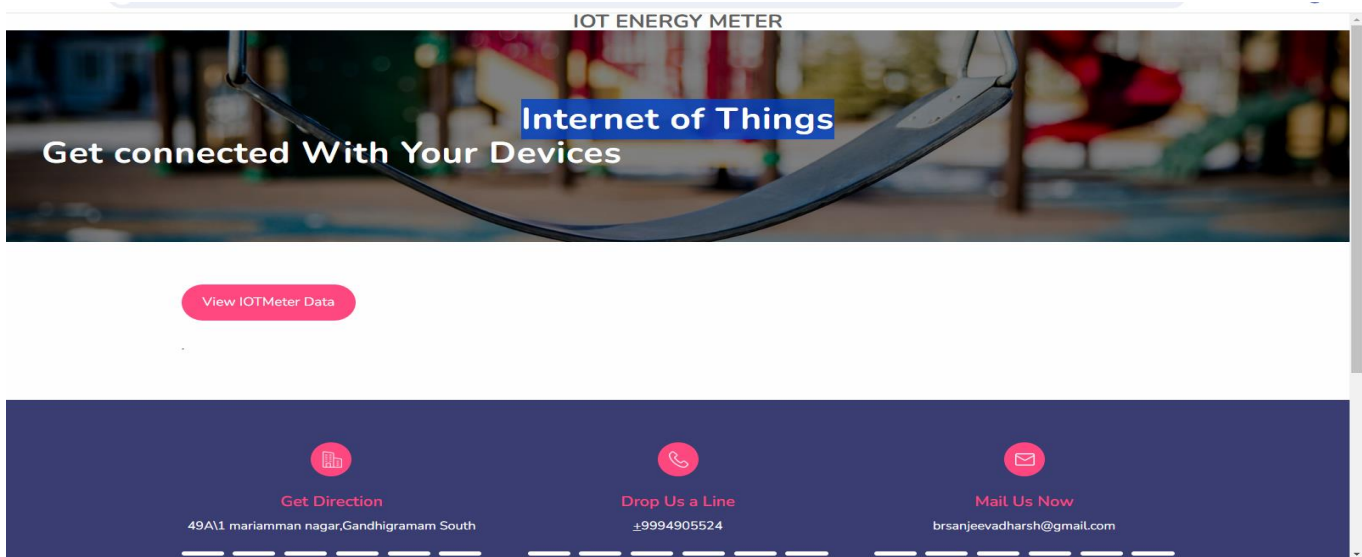 IOT ENERGY METER
Internet of Things
Get connected With Your Devices
View IOTMeter Data
.
Get Direction
Drop Us a Line
Mail Us Now
49A\1 mariamman nagar,Gandhigramam South
+9994905524
brsanjeevadharsh@gmail.com